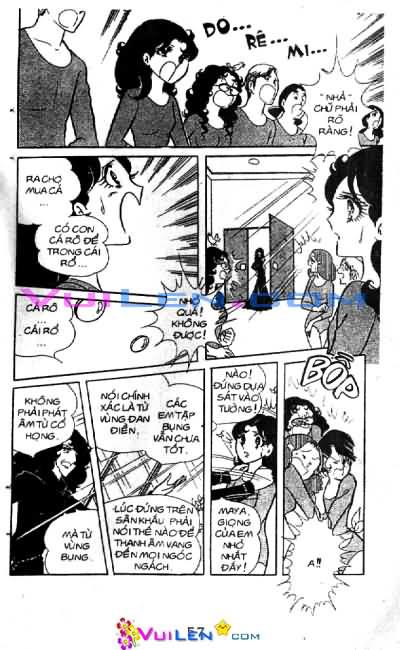 DO...
RÊ...
MI...
"NHẢ"
CHỮ PHẢI
RÕ
RÀNG!
RA CHỢ
MUA CÁ
...
CÓ CON
CÁ RÔ ĐỂ
TRONG CÁI
RỔ...
CÁ RÔ
...
CÁI RỔ
...
NHỎ
QUÁ!
KHÔNG
ĐƯỢC!
VUILEN.COM
BỐP
NÀO!
ĐỨNG DỰA
SÁT VÀO
TƯỜNG!
CÁC
EM TẬP
BỤNG
VẪN CHƯA
TỐT.
NÓI CHÍNH
XÁC LÀ TỪ
VÙNG ĐAN
ĐIỀN.
KHÔNG
PHẢI PHÁT
ÂM TỪ CỔ
HỌNG.
MÀ TỪ
VÙNG
BỤNG.
LÚC ĐỨNG TRÊN
SÂN KHẤU PHẢI
NÓI THẾ NÀO ĐỂ
THANH ÂM VANG
ĐẾN MỌI NGÓC
NGÁCH.
MAYA,
GIỌNG
CỦA EM
NHỎ
NHẤT
ĐẤY!
A!!
57
VUILEN.COM